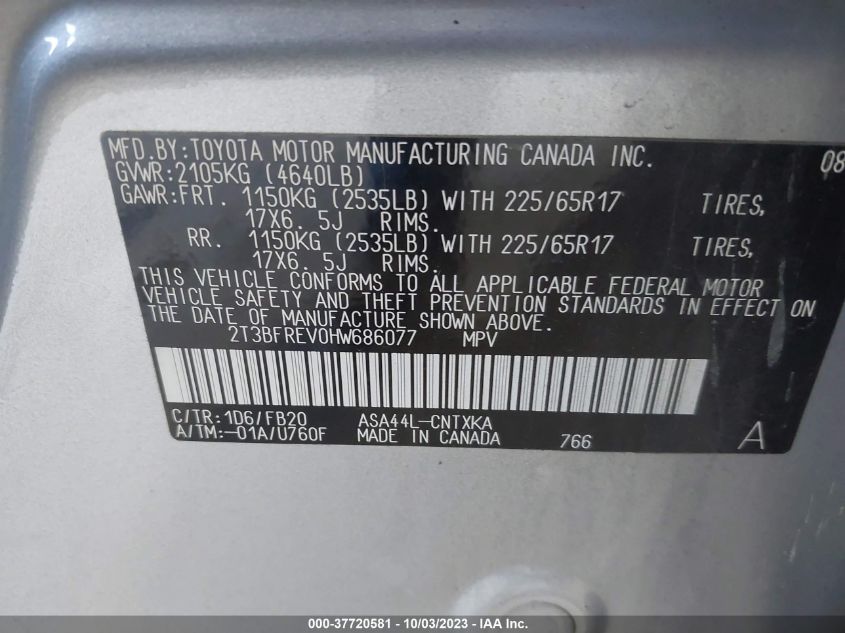 MFD.BY:TOYOTA MOTOR MANUFACTURING CANADA INC. 08
GVWR:2105KG (4640LB)
GAWR:FRT. 1150KG (2535LB) WITH 225/65R17 TIRES,
17X6. 5J RIMS.
RR. 1150KG (2535LB) WITH 225/65R17 TIRES,
17X6. 5J RIMS.
THIS VEHICLE CONFORMS TO ALL APPLICABLE FEDERAL MOTOR
VEHICLE SAFETY AND THEFT PREVENTION STANDARDS IN EFFECT ON
THE DATE OF MANUFACTURE SHOWN ABOVE.
2T3BFREV0HW686077 MPV
C/TR:1D6/FB20 ASA44L-CNTXKA
A/TM:-01A/U760F MADE IN CANADA 766 A
000-37720581 - 10/03/2023 - IAAI.com